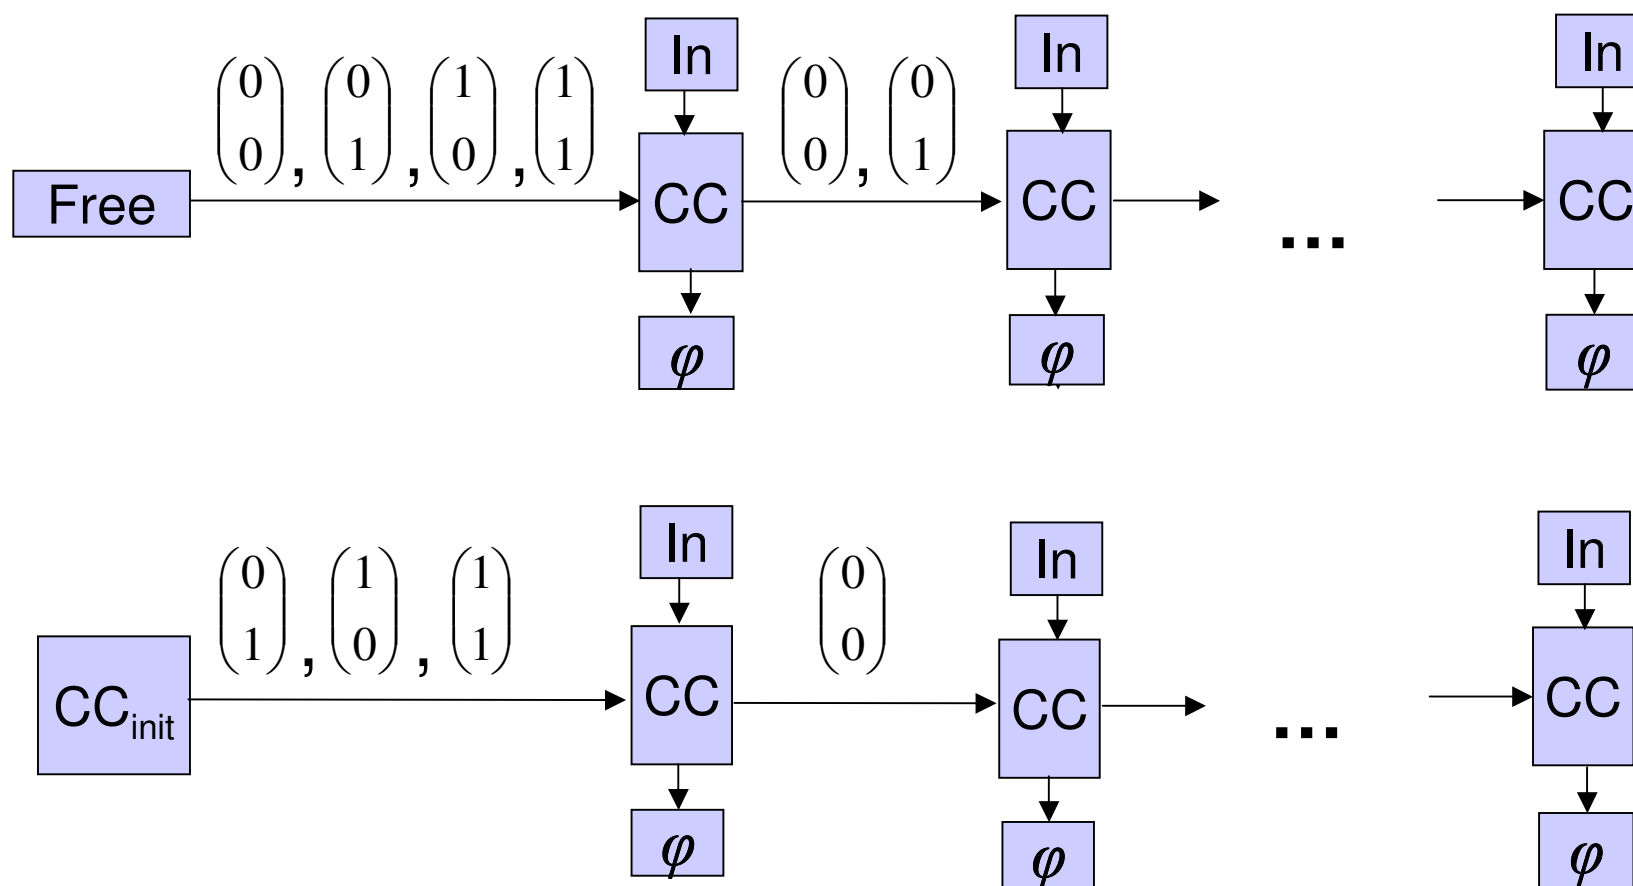 In In In
(0 0), (0 1), (1 0), (1 1) (0 0), (0 1)
Free CC CC ... CC
φ φ φ
In In In
(0 1), (1 0), (1 1) (0 0)
CC_init CC CC ... CC
φ φ φ